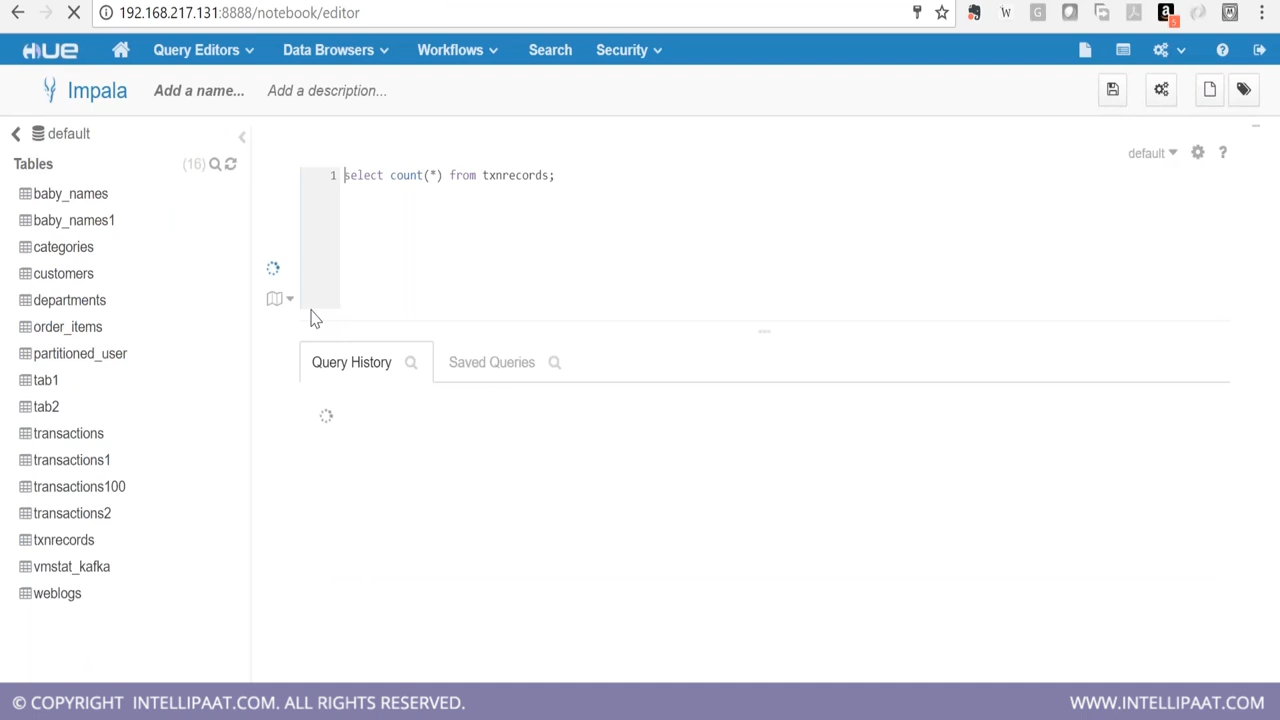 192.168.217.131:8888/notebook/editor
HUE Query Editors Data Browsers Workflows Search Security
Impala Add a name... Add a description...
default
Tables (16)
default ?
1 select count(*) from txnrecords;
baby_names
baby_names1
categories
customers
departments
order_items
partitioned_user
tab1
tab2
transactions
transactions1
transactions100
transactions2
txnrecords
vmstat_kafka
weblogs
Query History Saved Queries
© COPYRIGHT INTELLIPAAT.COM. ALL RIGHTS RESERVED. WWW.INTELLIPAAT.COM